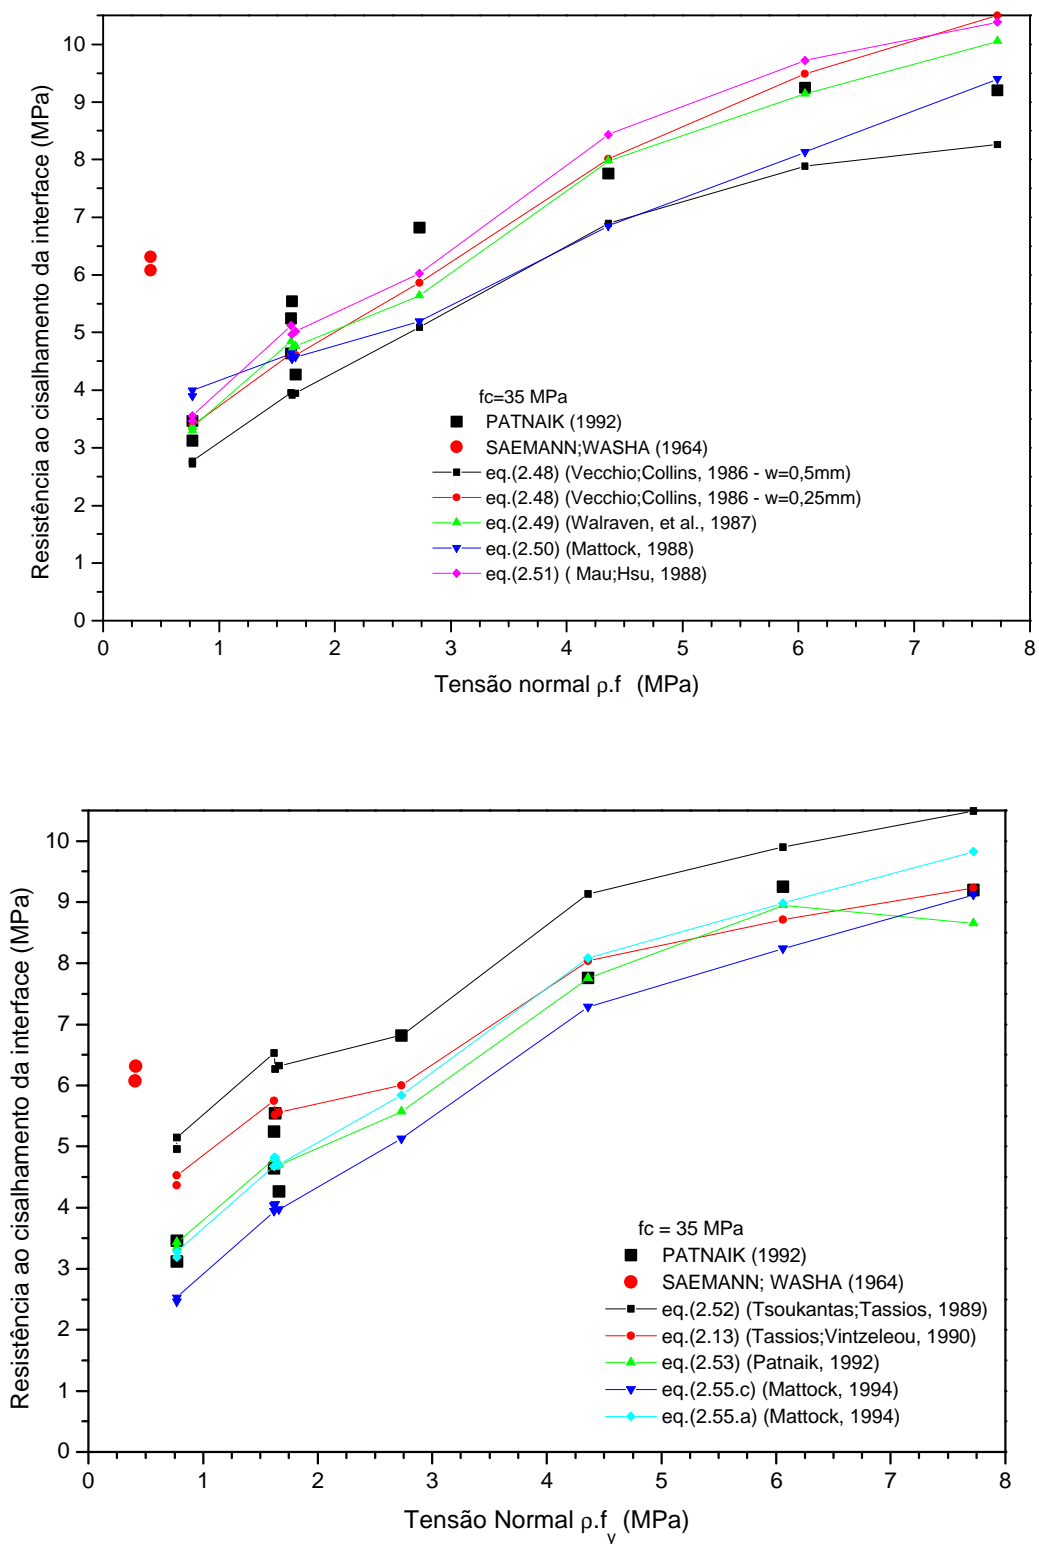 10
9
8
7
6
5
4
3
2
1
0
Resistência ao cisalhamento da interface (MPa)
fc=35 MPa
PATNAIK (1992)
SAEMANN;WASHA (1964)
eq.(2.48) (Vecchio;Collins, 1986 - w=0,5mm)
eq.(2.48) (Vecchio;Collins, 1986 - w=0,25mm)
eq.(2.49) (Walraven, et al., 1987)
eq.(2.50) (Mattock, 1988)
eq.(2.51) ( Mau;Hsu, 1988)
0 1 2 3 4 5 6 7 8
Tensão normal ρ.f (MPa)
10
9
8
7
6
5
4
3
2
1
0
Resistência ao cisalhamento da interface (MPa)
fc = 35 MPa
PATNAIK (1992)
SAEMANN; WASHA (1964)
eq.(2.52) (Tsoukantas;Tassios, 1989)
eq.(2.13) (Tassios;Vintzeleou, 1990)
eq.(2.53) (Patnaik, 1992)
eq.(2.55.c) (Mattock, 1994)
eq.(2.55.a) (Mattock, 1994)
0 1 2 3 4 5 6 7 8
Tensão Normal ρ.fy (MPa)